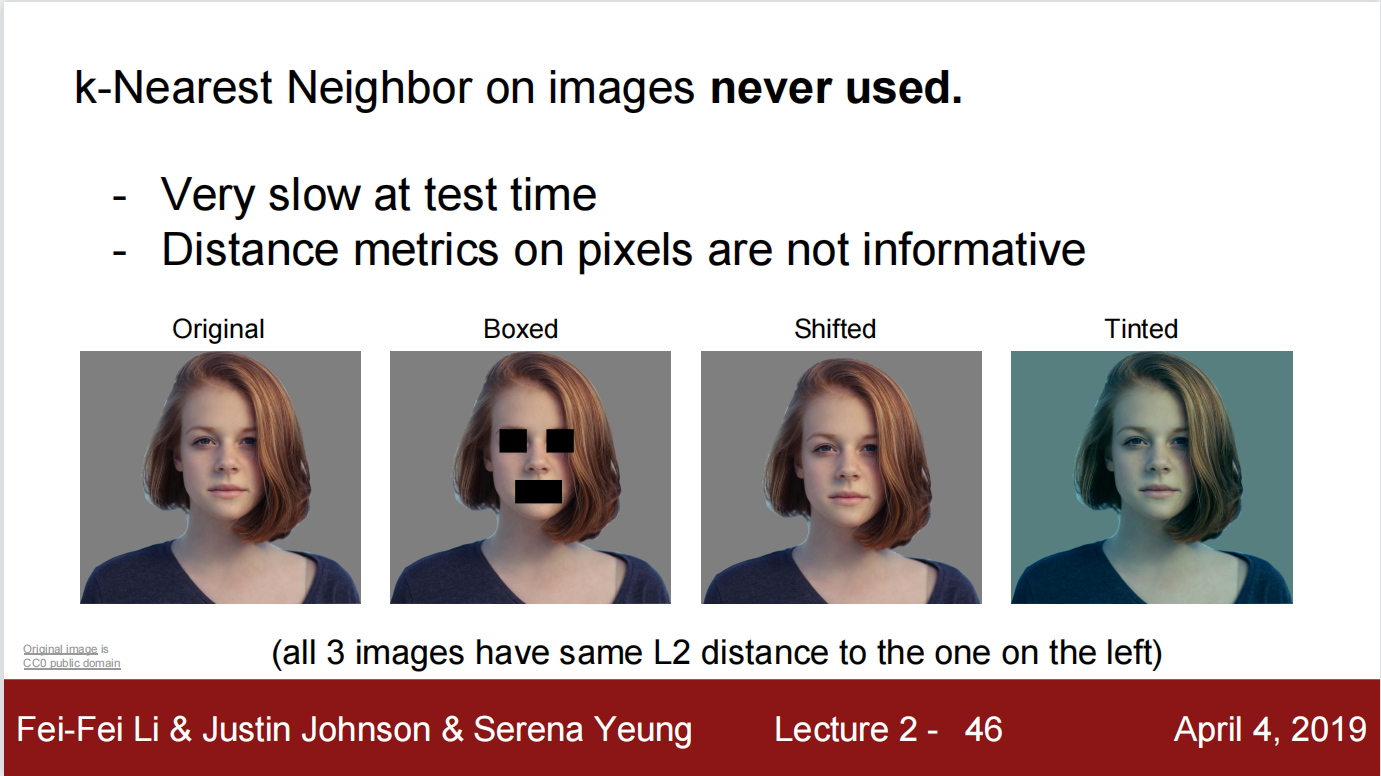 k-Nearest Neighbor on images never used.
- Very slow at test time
- Distance metrics on pixels are not informative
Original Boxed Shifted Tinted
Original image is
CC0 public domain
(all 3 images have same L2 distance to the one on the left)
Fei-Fei Li & Justin Johnson & Serena Yeung Lecture 2 - 46 April 4, 2019